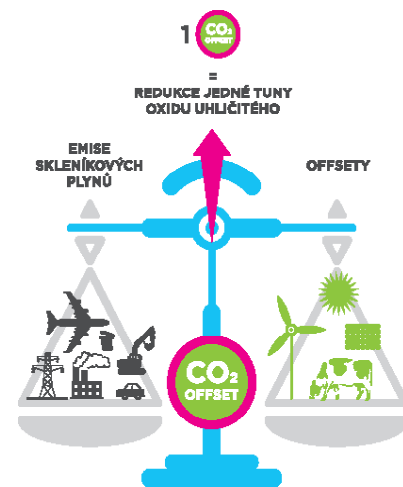 1 CO₂ OFFSET
=
REDUKCE JEDNÉ TUNY
OXIDU UHLIČITÉHO
EMISE
SKLENÍKOVÝCH
PLYNŮ
OFFSETY
CO₂
OFFSET